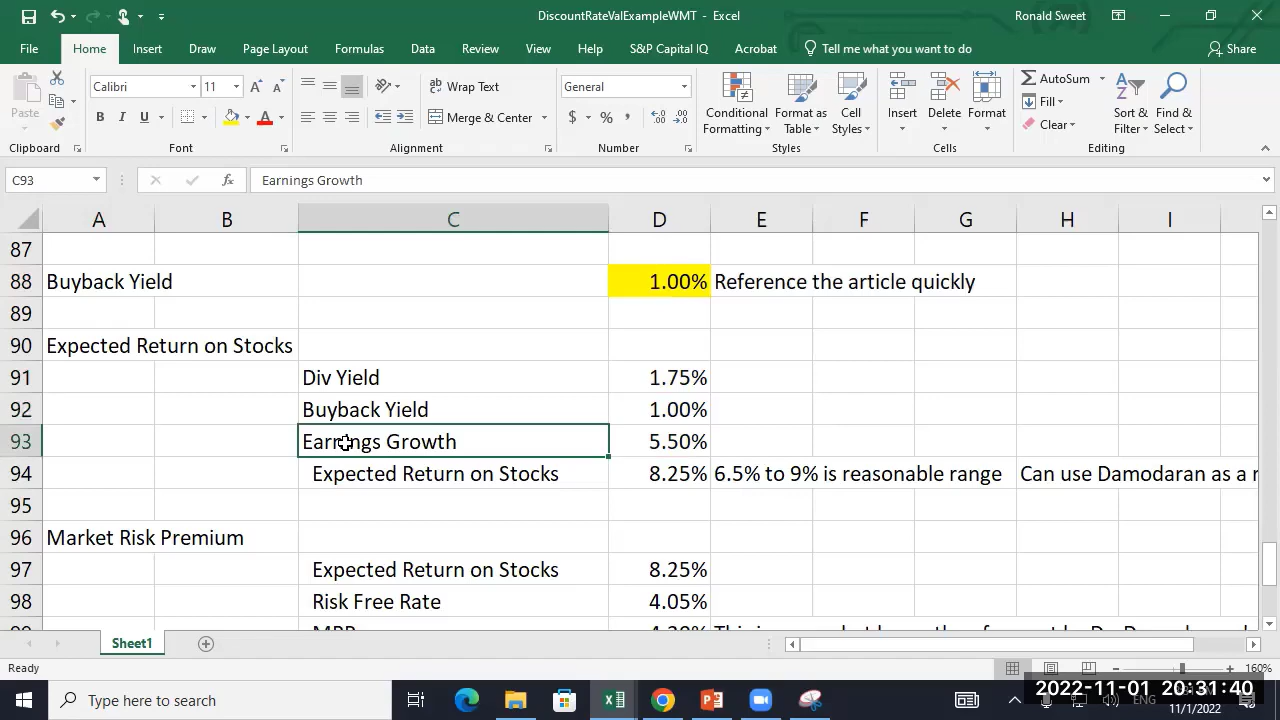 DiscountRateValExampleWMT - Excel
Ronald Sweet
File Home Insert Draw Page Layout Formulas Data Review View Help S&P Capital IQ Acrobat Tell me what you want to do Share
Paste
Calibri 11
B I U A
Wrap Text
Merge & Center
General
$ % ,
Conditional Formatting
Format as Table
Cell Styles
Insert Delete Format
AutoSum
Fill
Clear
Sort & Filter
Find & Select
Clipboard Font Alignment Number Styles Cells Editing
C93 fx Earnings Growth
A B C D E F G H I
87
88 Buyback Yield 1.00% Reference the article quickly
89
90 Expected Return on Stocks
91 Div Yield 1.75%
92 Buyback Yield 1.00%
93 Earnings Growth 5.50%
94 Expected Return on Stocks 8.25% 6.5% to 9% is reasonable range Can use Damodaran as a
95
96 Market Risk Premium
97 Expected Return on Stocks 8.25%
98 Risk Free Rate 4.05%
Sheet1
Ready
160%
Type here to search
2022-11-01 20:31:40
ENG
11/1/2022